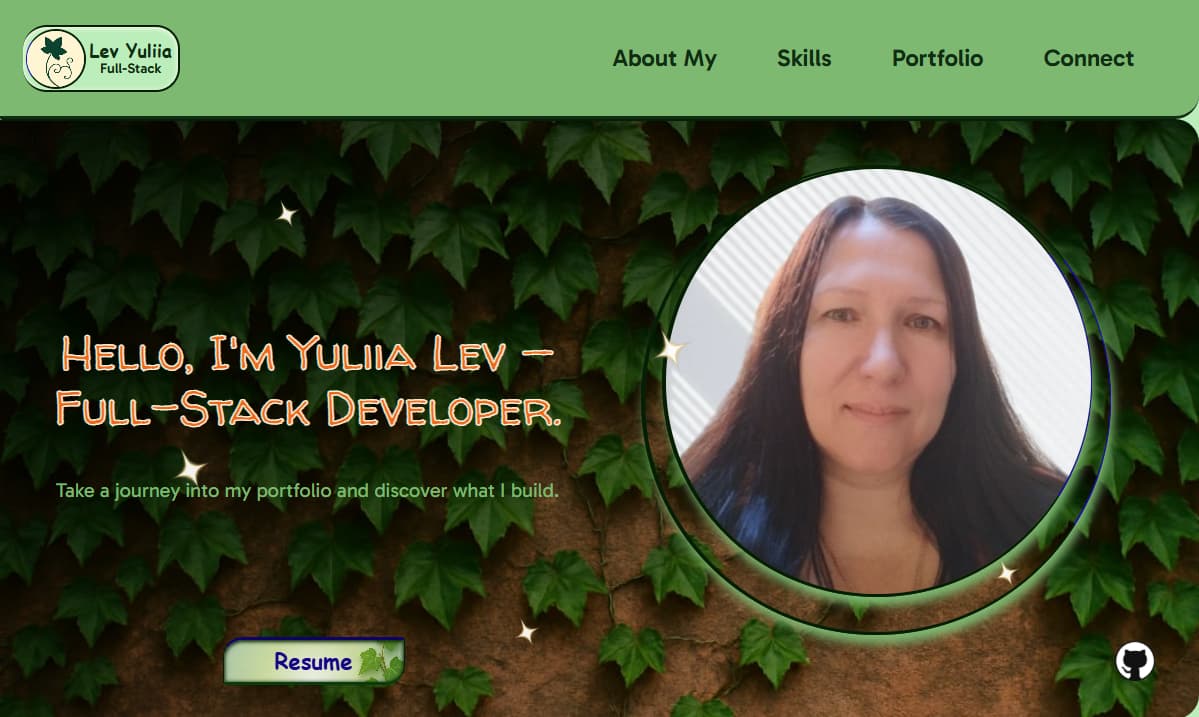 Lev Yuliia
Full-Stack
About My
Skills
Portfolio
Connect
Hello, I'm Yuliia Lev –
Full-Stack Developer.
Take a journey into my portfolio and discover what I build.
Resume